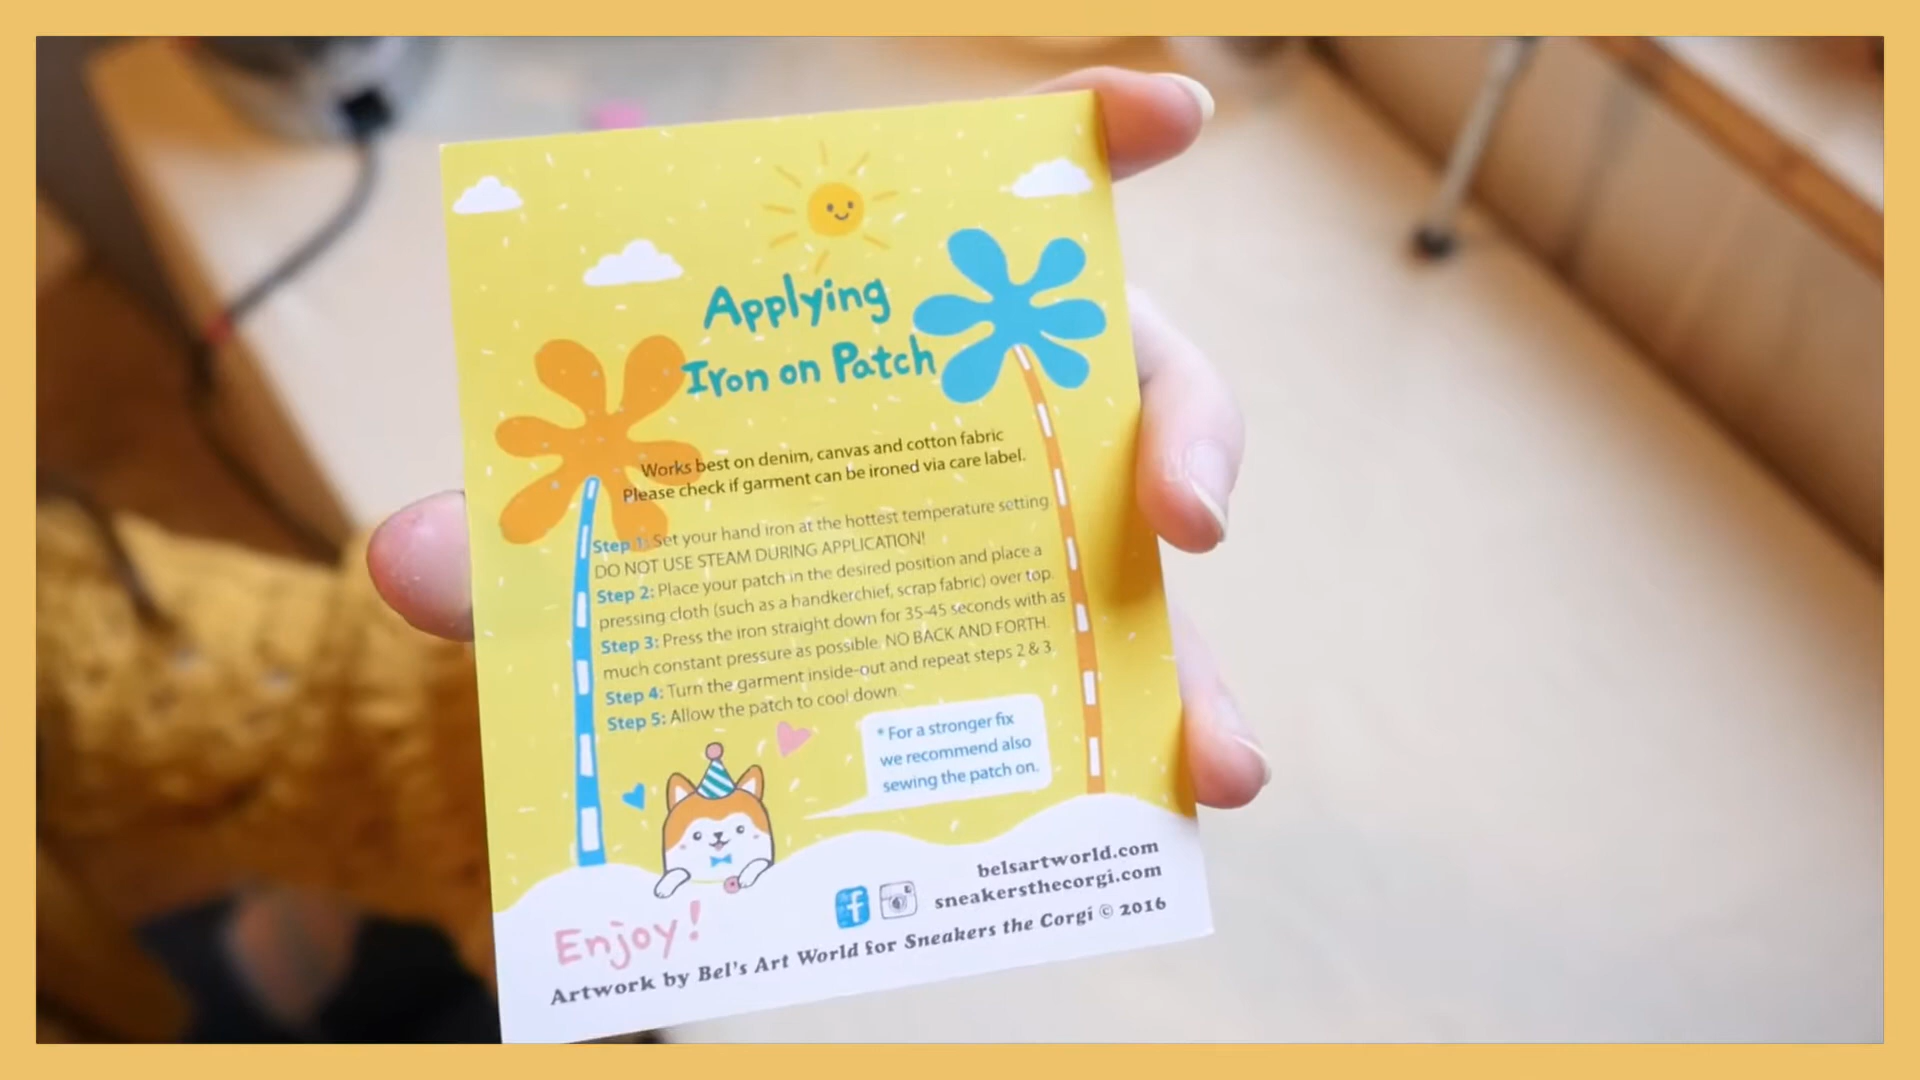 Applying
Iron on Patch
Works best on denim, canvas and cotton fabric
Please check if garment can be ironed via care label.
Step 1: Set your hand iron at the hottest temperature setting.
DO NOT USE STEAM DURING APPLICATION!
Step 2: Place your patch in the desired position and place a
pressing cloth (such as a handkerchief, scrap fabric) over top.
Step 3: Press the iron straight down for 35-45 seconds with as
much constant pressure as possible. NO BACK AND FORTH.
Step 4: Turn the garment inside-out and repeat steps 2 & 3.
Step 5: Allow the patch to cool down.
* For a stronger fix
we recommend also
sewing the patch on.
Enjoy!
belsartworld.com
sneakersthecorgi.com
Artwork by Bel's Art World for Sneakers the Corgi © 2016